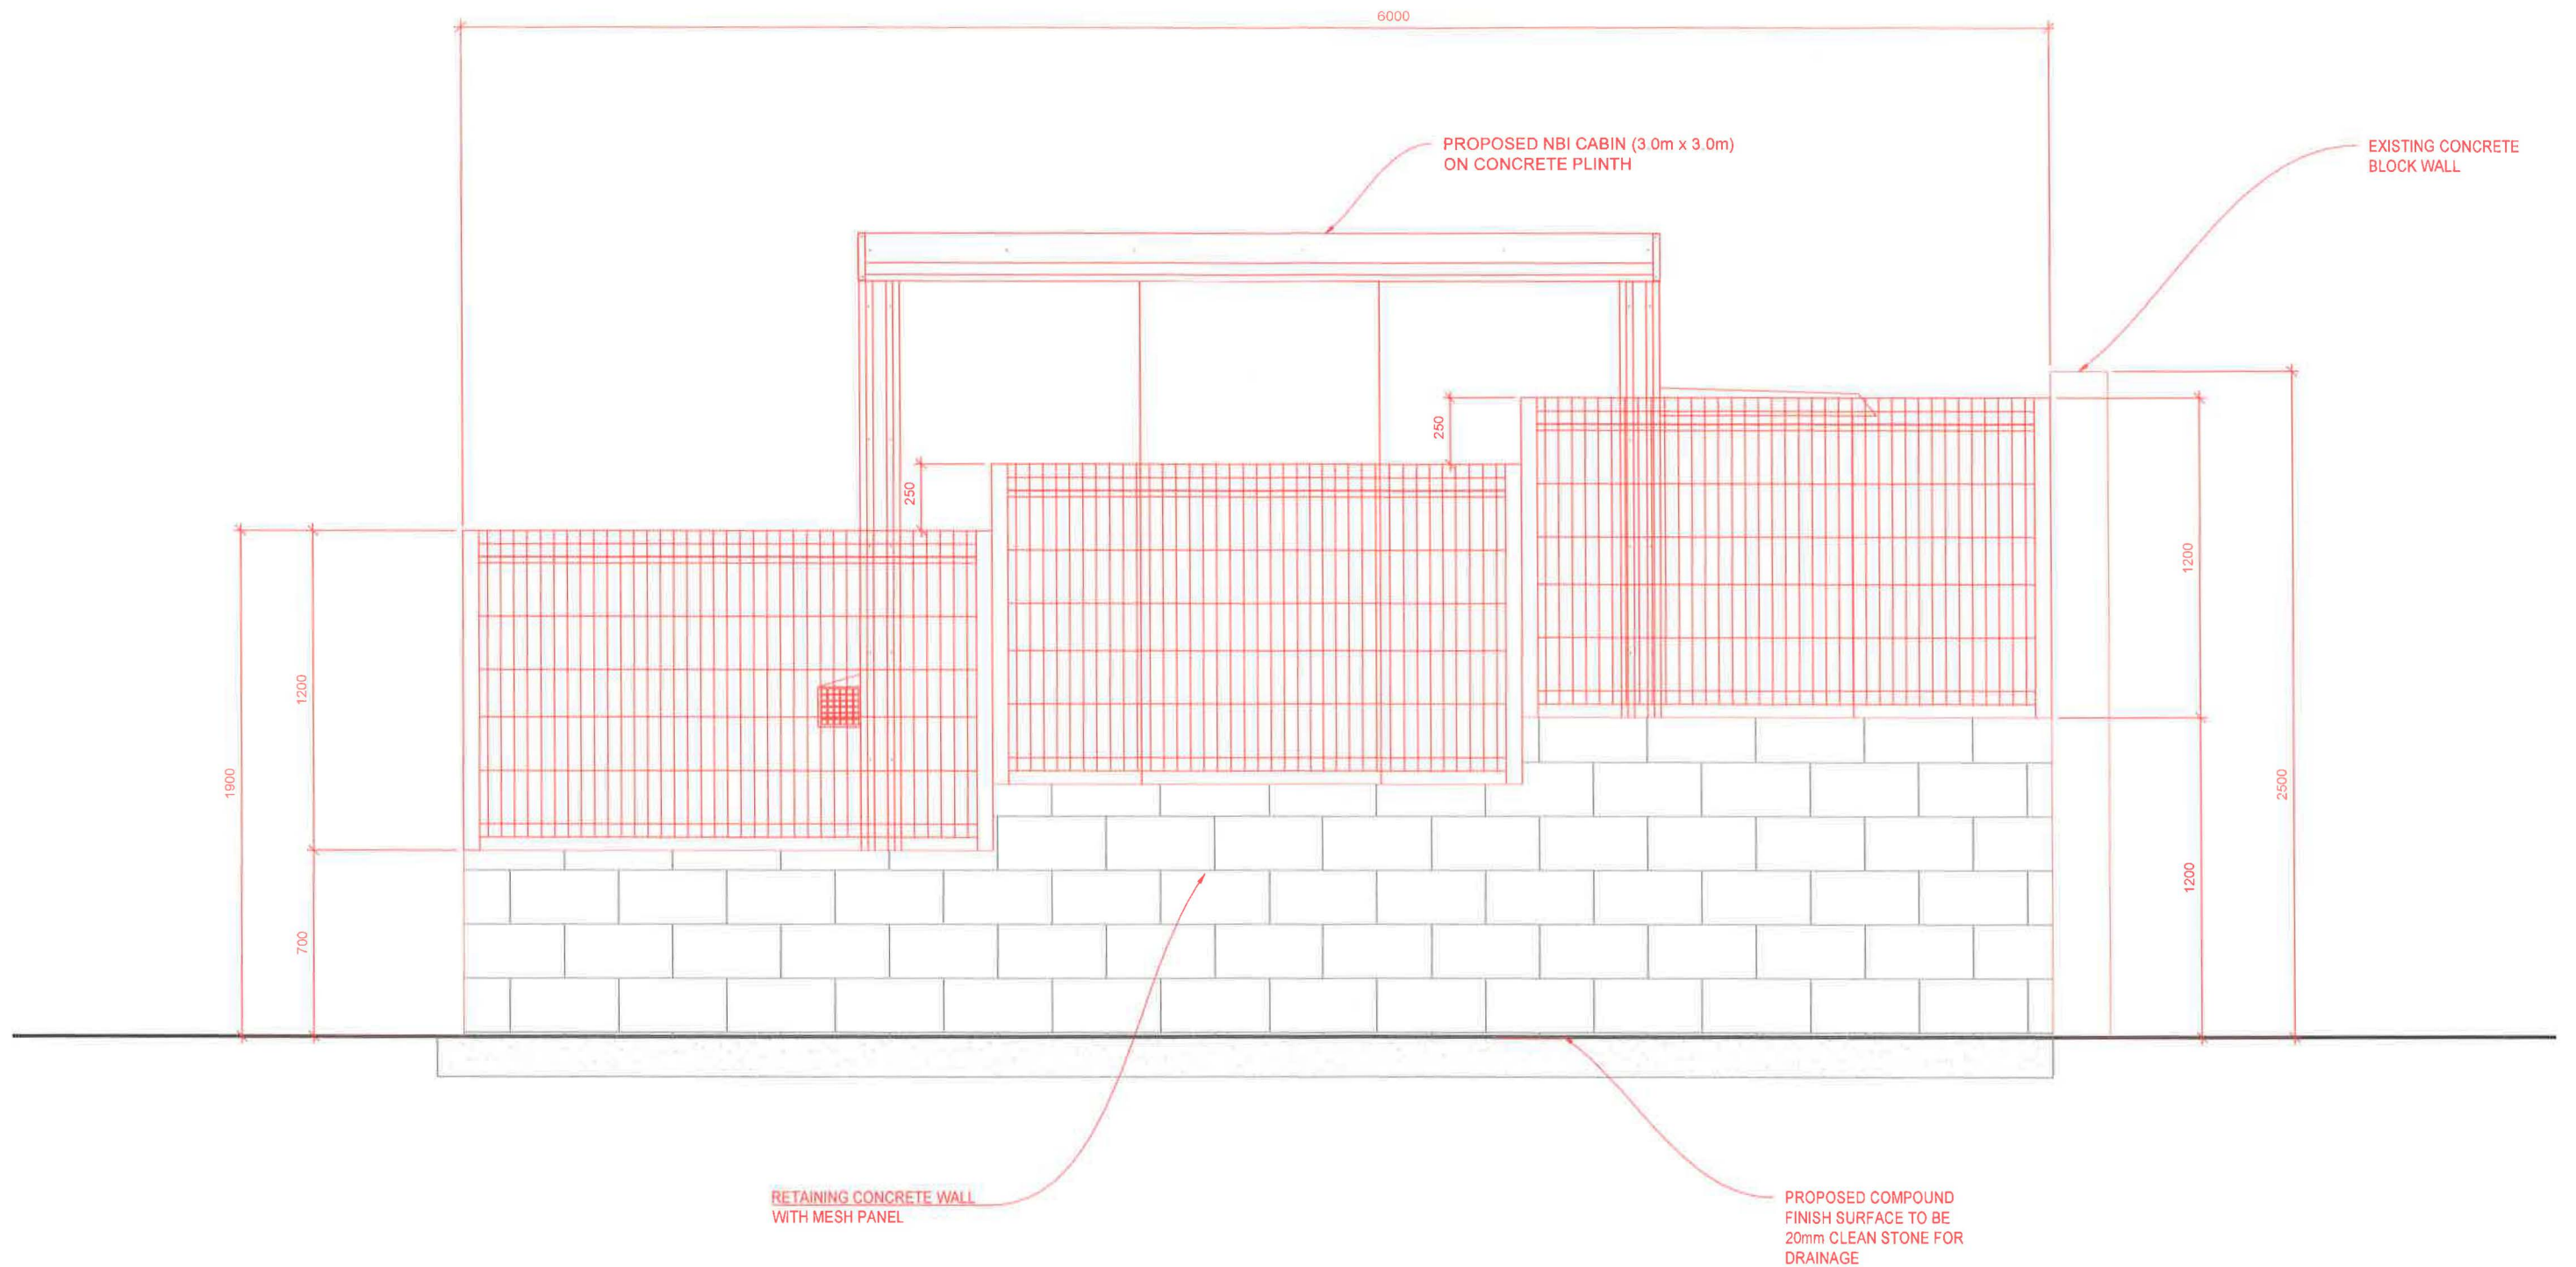 6000
PROPOSED NBI CABIN (3.0m x 3.0m)
ON CONCRETE PLINTH
EXISTING CONCRETE
BLOCK WALL
250
250
1200
1200
1900
2500
1200
700
RETAINING CONCRETE WALL
WITH MESH PANEL
PROPOSED COMPOUND
FINISH SURFACE TO BE
20mm CLEAN STONE FOR
DRAINAGE